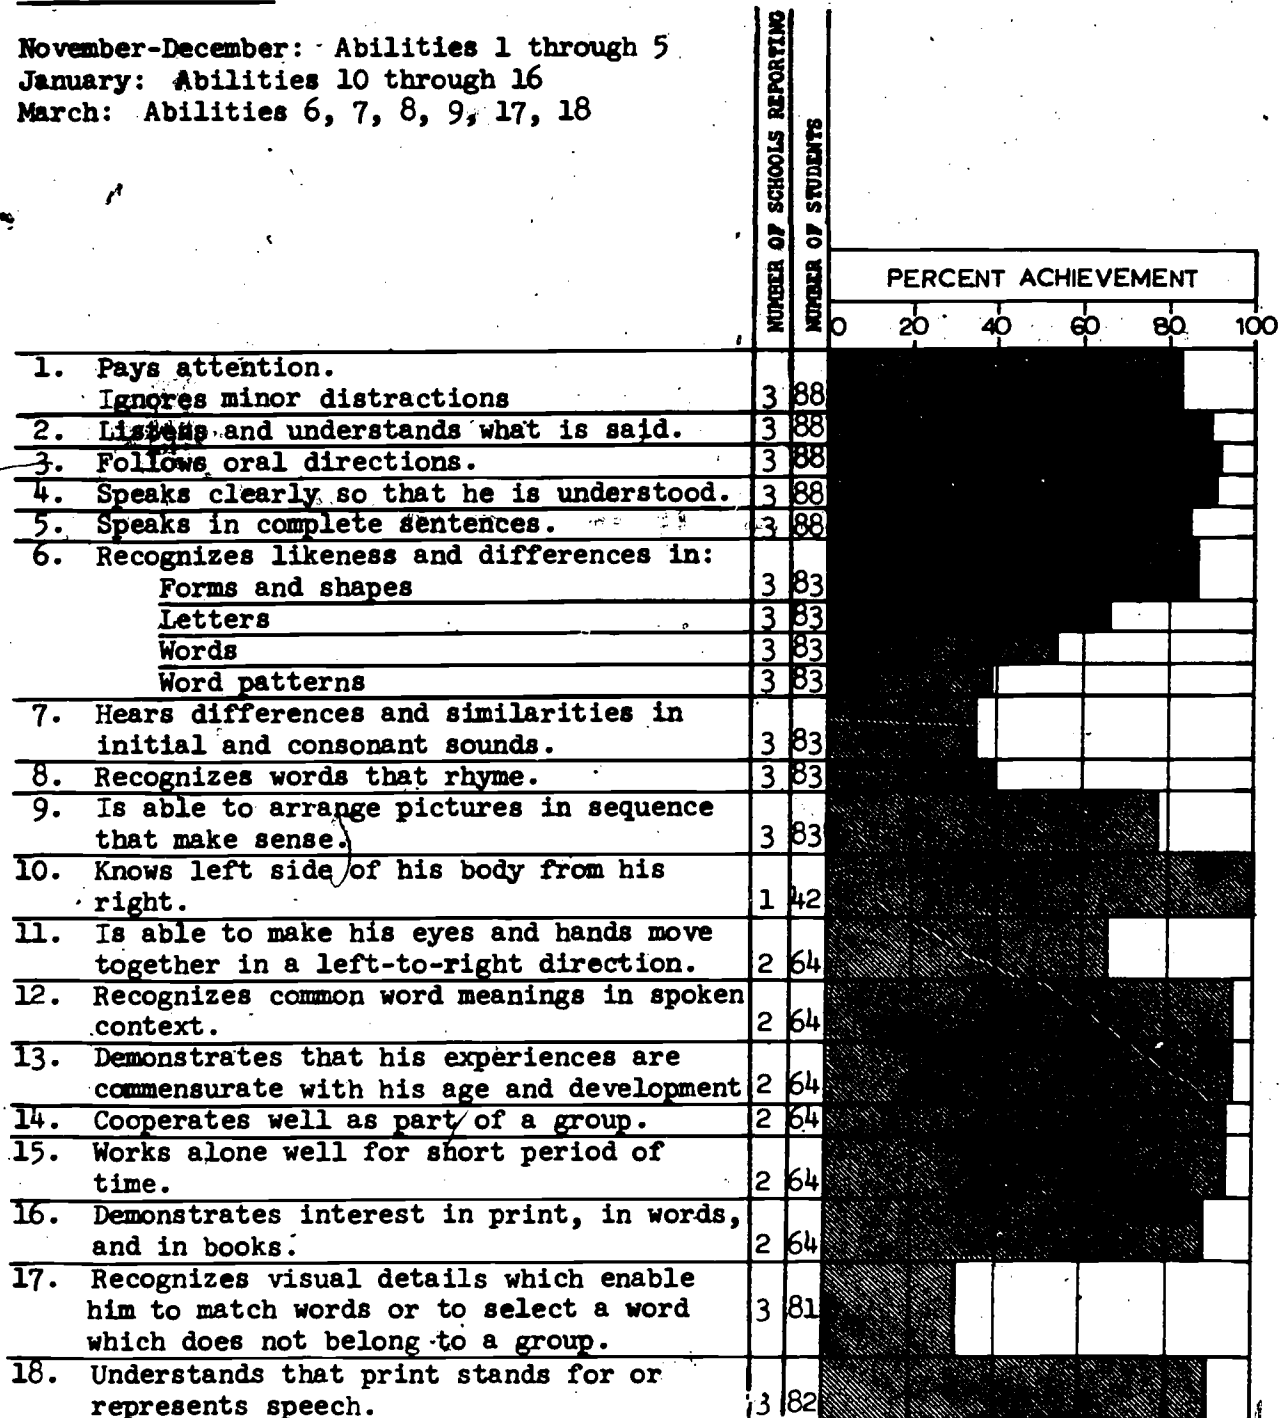 November-December: Abilities 1 through 5
January: Abilities 10 through 16
March: Abilities 6, 7, 8, 9, 17, 18
NUMBER OF SCHOOLS REPORTING
NUMBER OF STUDENTS
PERCENT ACHIEVEMENT
0 20 40 60 80 100
1. Pays attention.
Ignores minor distractions 3 88
2. Listens and understands what is said. 3 88
3. Follows oral directions. 3 88
4. Speaks clearly so that he is understood. 3 88
5. Speaks in complete sentences. 3 88
6. Recognizes likeness and differences in:
Forms and shapes 3 83
Letters 3 83
Words 3 83
Word patterns 3 83
7. Hears differences and similarities in
initial and consonant sounds. 3 83
8. Recognizes words that rhyme. 3 83
9. Is able to arrange pictures in sequence
that make sense. 3 83
10. Knows left side of his body from his
right. 1 42
11. Is able to make his eyes and hands move
together in a left-to-right direction. 2 64
12. Recognizes common word meanings in spoken
context. 2 64
13. Demonstrates that his experiences are
commensurate with his age and development 2 64
14. Cooperates well as part of a group. 2 64
15. Works alone well for short period of
time. 2 64
16. Demonstrates interest in print, in words,
and in books. 2 64
17. Recognizes visual details which enable
him to match words or to select a word 3 81
which does not belong to a group.
18. Understands that print stands for or
represents speech. 3 82